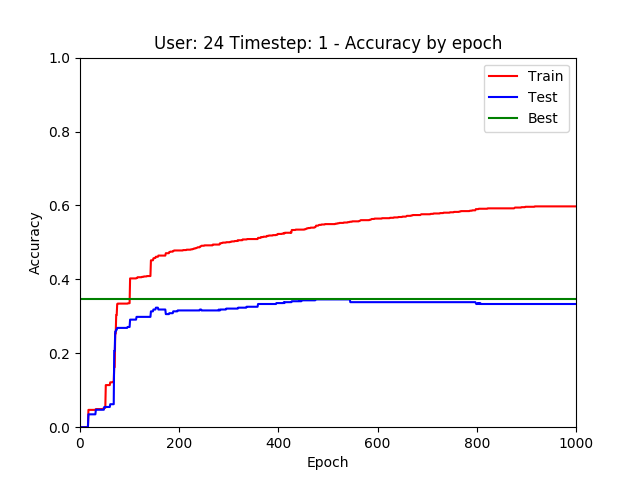 User: 24 Timestep: 1 - Accuracy by epoch
1.0
0.8
0.6
0.4
0.2
0.0
Accuracy
Train
Test
Best
0 200 400 600 800 1000
Epoch